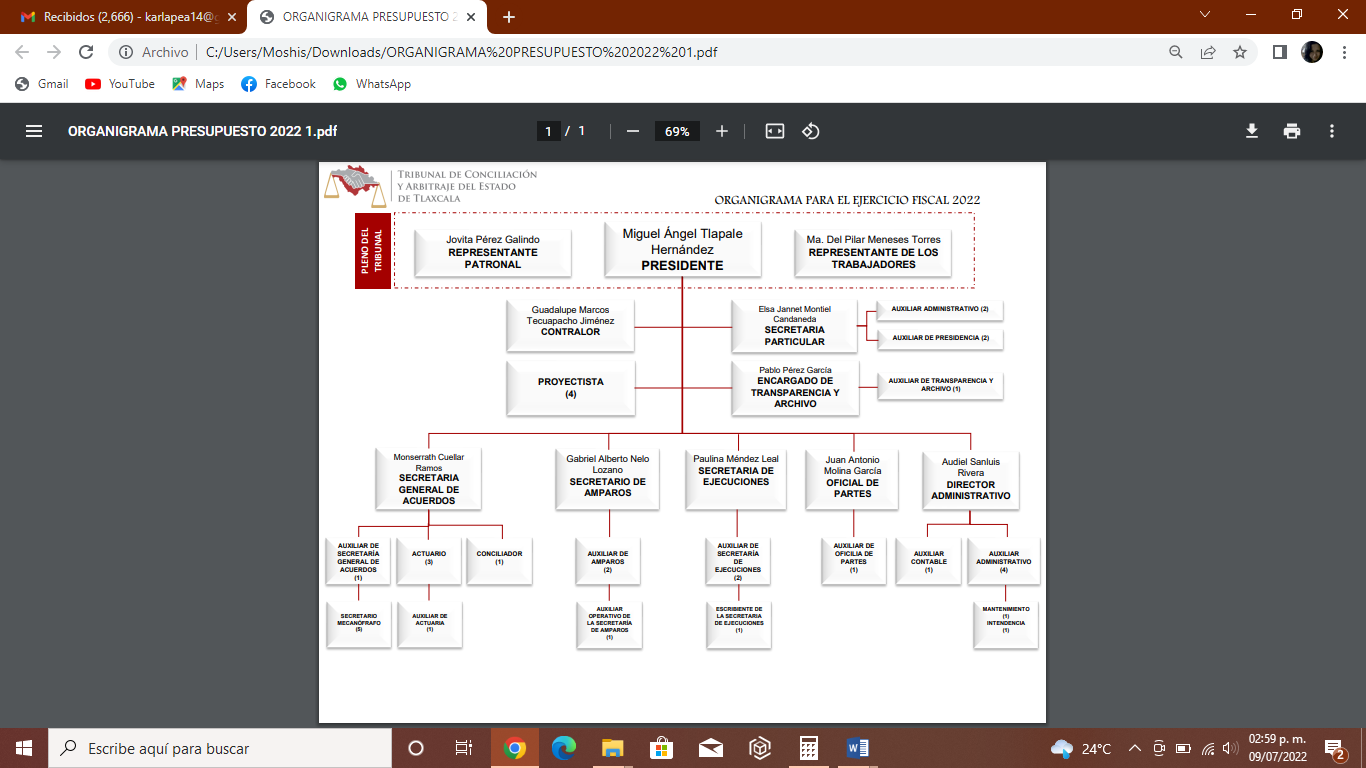 Recibidos (2,666) - karlapea14@
ORGANIGRAMA PRESUPUESTO 2
Archivo
C:/Users/Moshis/Downloads/ORGANIGRAMA%20PRESUPUESTO%202022%201.pdf
Gmail
YouTube
Maps
Facebook
WhatsApp
ORGANIGRAMA PRESUPUESTO 2022 1.pdf
1 / 1
69%
TRIBUNAL DE CONCILIACIÓN
Y ARBITRAJE DEL ESTADO
DE TLAXCALA
ORGANIGRAMA PARA EL EJERCICIO FISCAL 2022
PLENO DEL
TRIBUNAL
Jovita Pérez Galindo
REPRESENTANTE
PATRONAL
Miguel Ángel Tlapale
Hernández
PRESIDENTE
Ma. Del Pilar Meneses Torres
REPRESENTANTE DE LOS
TRABAJADORES
Guadalupe Marcos
Tecuapacho Jiménez
CONTRALOR
Elsa Jannet Montiel
Candaneda
SECRETARIA
PARTICULAR
AUXILIAR ADMINISTRATIVO (2)
AUXILIAR DE PRESIDENCIA (2)
PROYECTISTA
(4)
Pablo Pérez García
ENCARGADO DE
TRANSPARENCIA Y
ARCHIVO
AUXILIAR DE TRANSPARENCIA Y
ARCHIVO (1)
Monserrath Cuellar
Ramos
SECRETARIA
GENERAL DE
ACUERDOS
Gabriel Alberto Nelo
Lozano
SECRETARIO DE
AMPAROS
Paulina Méndez Leal
SECRETARIA DE
EJECUCIONES
Juan Antonio
Molina García
OFICIAL DE
PARTES
Audiel Sanluis
Rivera
DIRECTOR
ADMINISTRATIVO
AUXILIAR DE
SECRETARÍA
GENERAL DE
ACUERDOS
(1)
ACTUARIO
(3)
CONCILIADOR
(1)
AUXILIAR DE
AMPAROS
(2)
AUXILIAR DE
SECRETARÍA
DE
EJECUCIONES
(2)
AUXILIAR DE
OFICILIA DE
PARTES
(1)
AUXILIAR
CONTABLE
(1)
AUXILIAR
ADMINISTRATIVO
(4)
SECRETARIO
MECANÓFRAFO
(5)
AUXILIAR DE
ACTUARIA
(1)
AUXILIAR
OPERATIVO DE
LA SECRETARÍA
DE AMPAROS
(1)
ESCRIBIENTE DE
LA SECRETARIA
DE EJECUCIONES
(1)
MANTENIMIENTO
(1)
INTENDENCIA
(1)
Escribe aquí para buscar
24°C
02:59 p. m.
09/07/2022
2